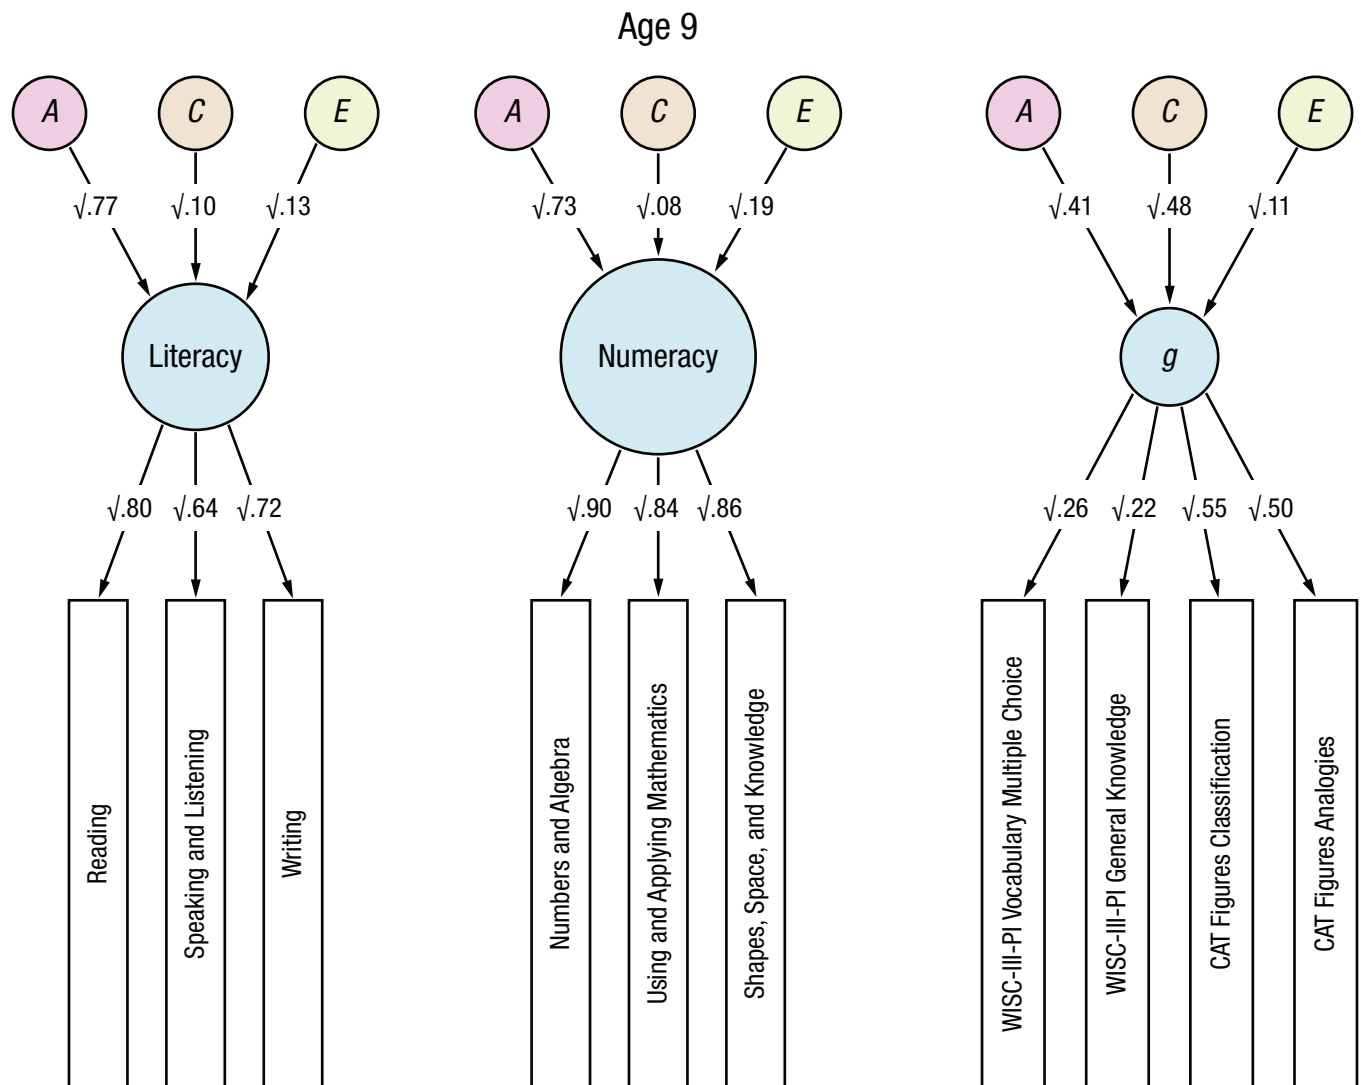 Age 9
A C E A C E A C E
√.77 √.10 √.13 √.73 √.08 √.19 √.41 √.48 √.11
Literacy Numeracy g
√.80 √.64 √.72 √.90 √.84 √.86 √.26 √.22 √.55 √.50
Reading
Speaking and Listening
Writing
Numbers and Algebra
Using and Applying Mathematics
Shapes, Space, and Knowledge
WISC-III-PI Vocabulary Multiple Choice
WISC-III-PI General Knowledge
CAT Figures Classification
CAT Figures Analogies